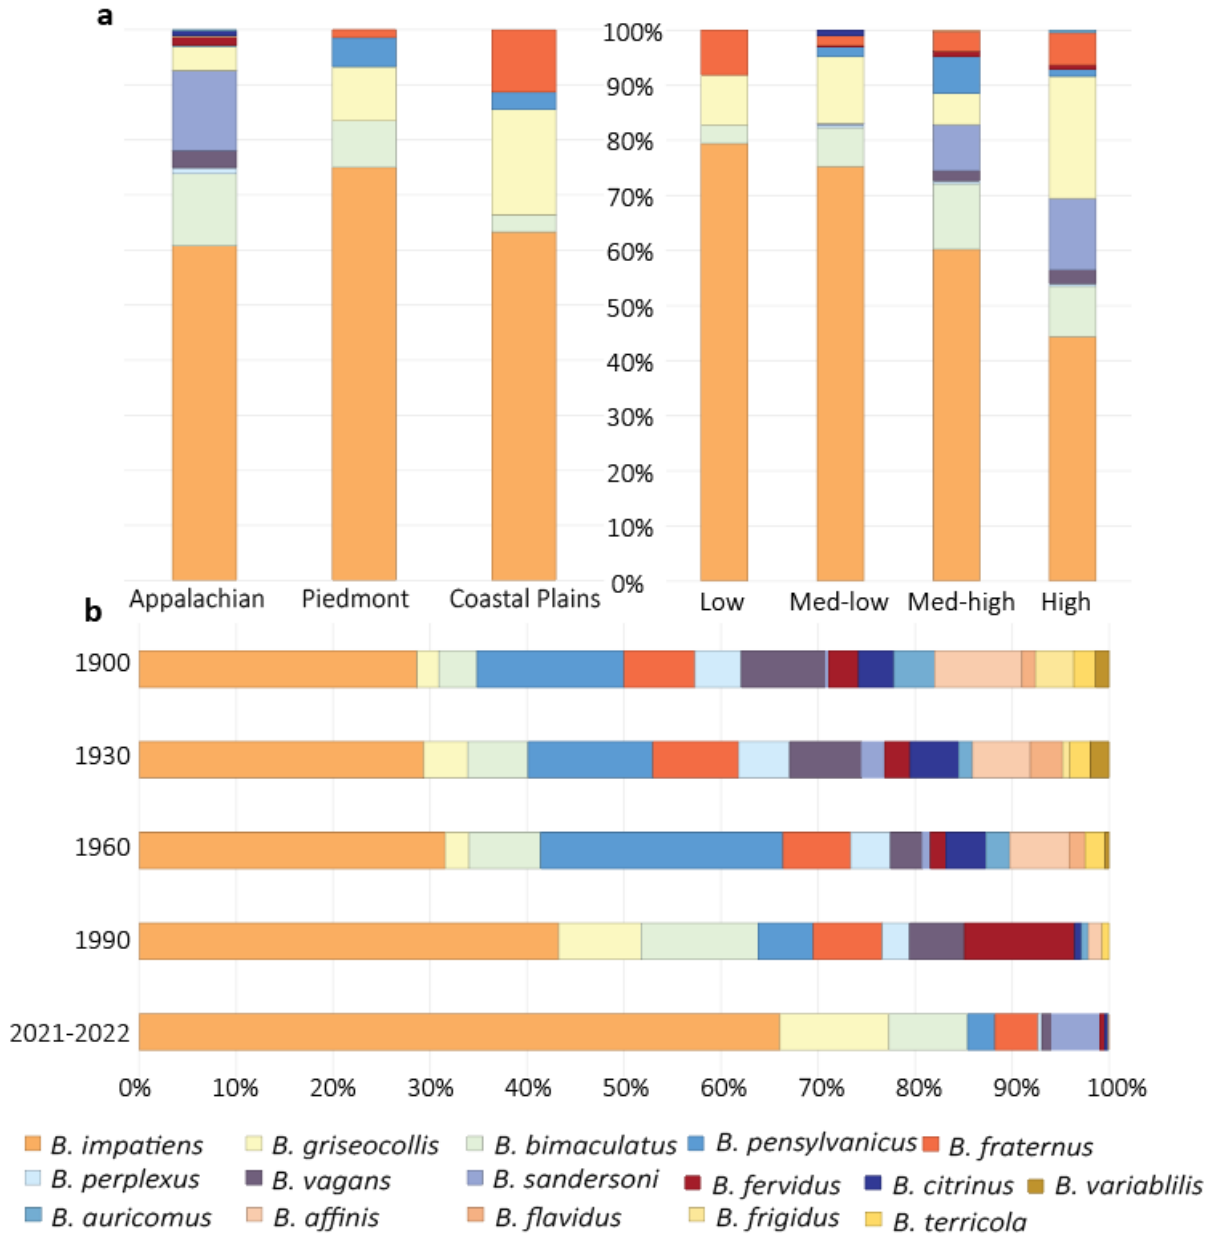 a
100%
90%
80%
70%
60%
50%
40%
30%
20%
10%
0%
Appalachian Piedmont Coastal Plains Low Med-low Med-high High
b
1900
1930
1960
1990
2021-2022
0% 10% 20% 30% 40% 50% 60% 70% 80% 90% 100%
B. impatiens B. griseocollis B. bimaculatus B. pensylvanicus B. fraternus
B. perplexus B. vagans B. sandersoni B. fervidus B. citrinus B. variablilis
B. auricomus B. affinis B. flavidus B. frigidus B. terricola